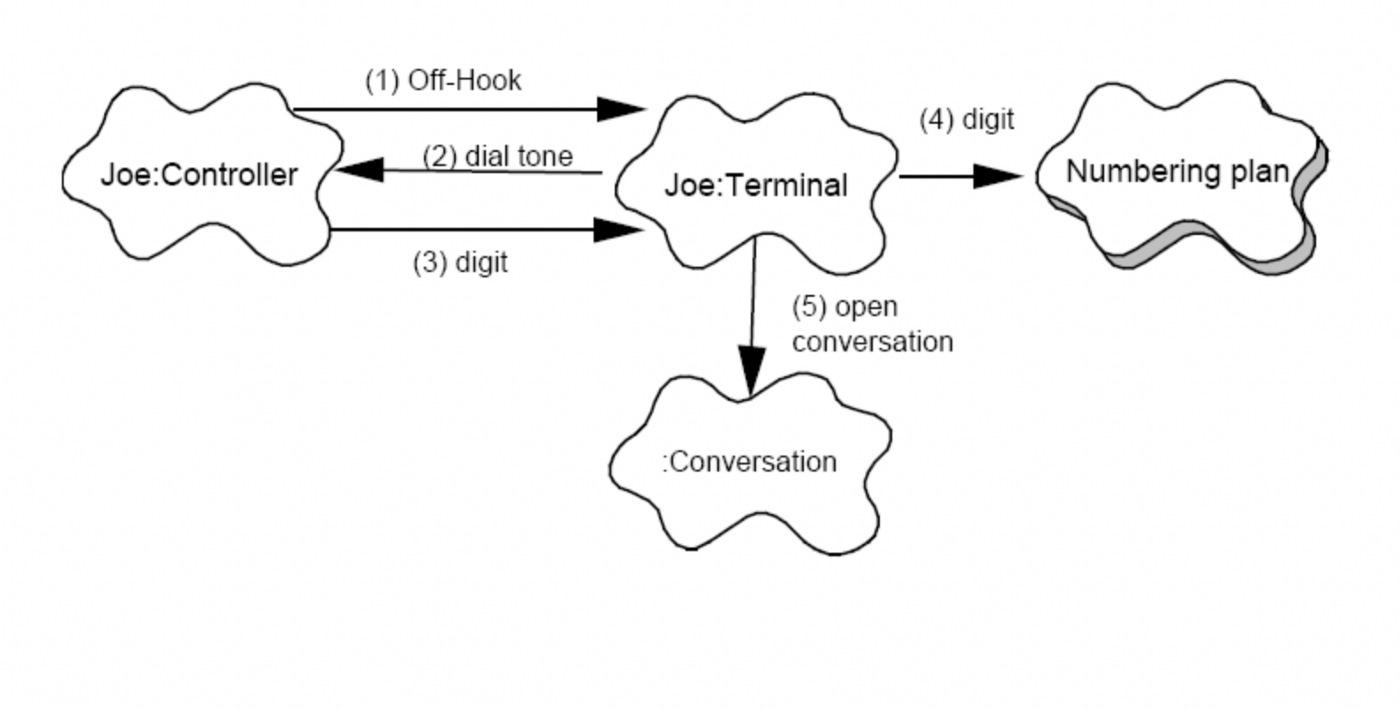 (1) Off-Hook
(2) dial tone
Joe:Controller
(3) digit
Joe:Terminal
(4) digit
Numbering plan
(5) open
conversation
:Conversation